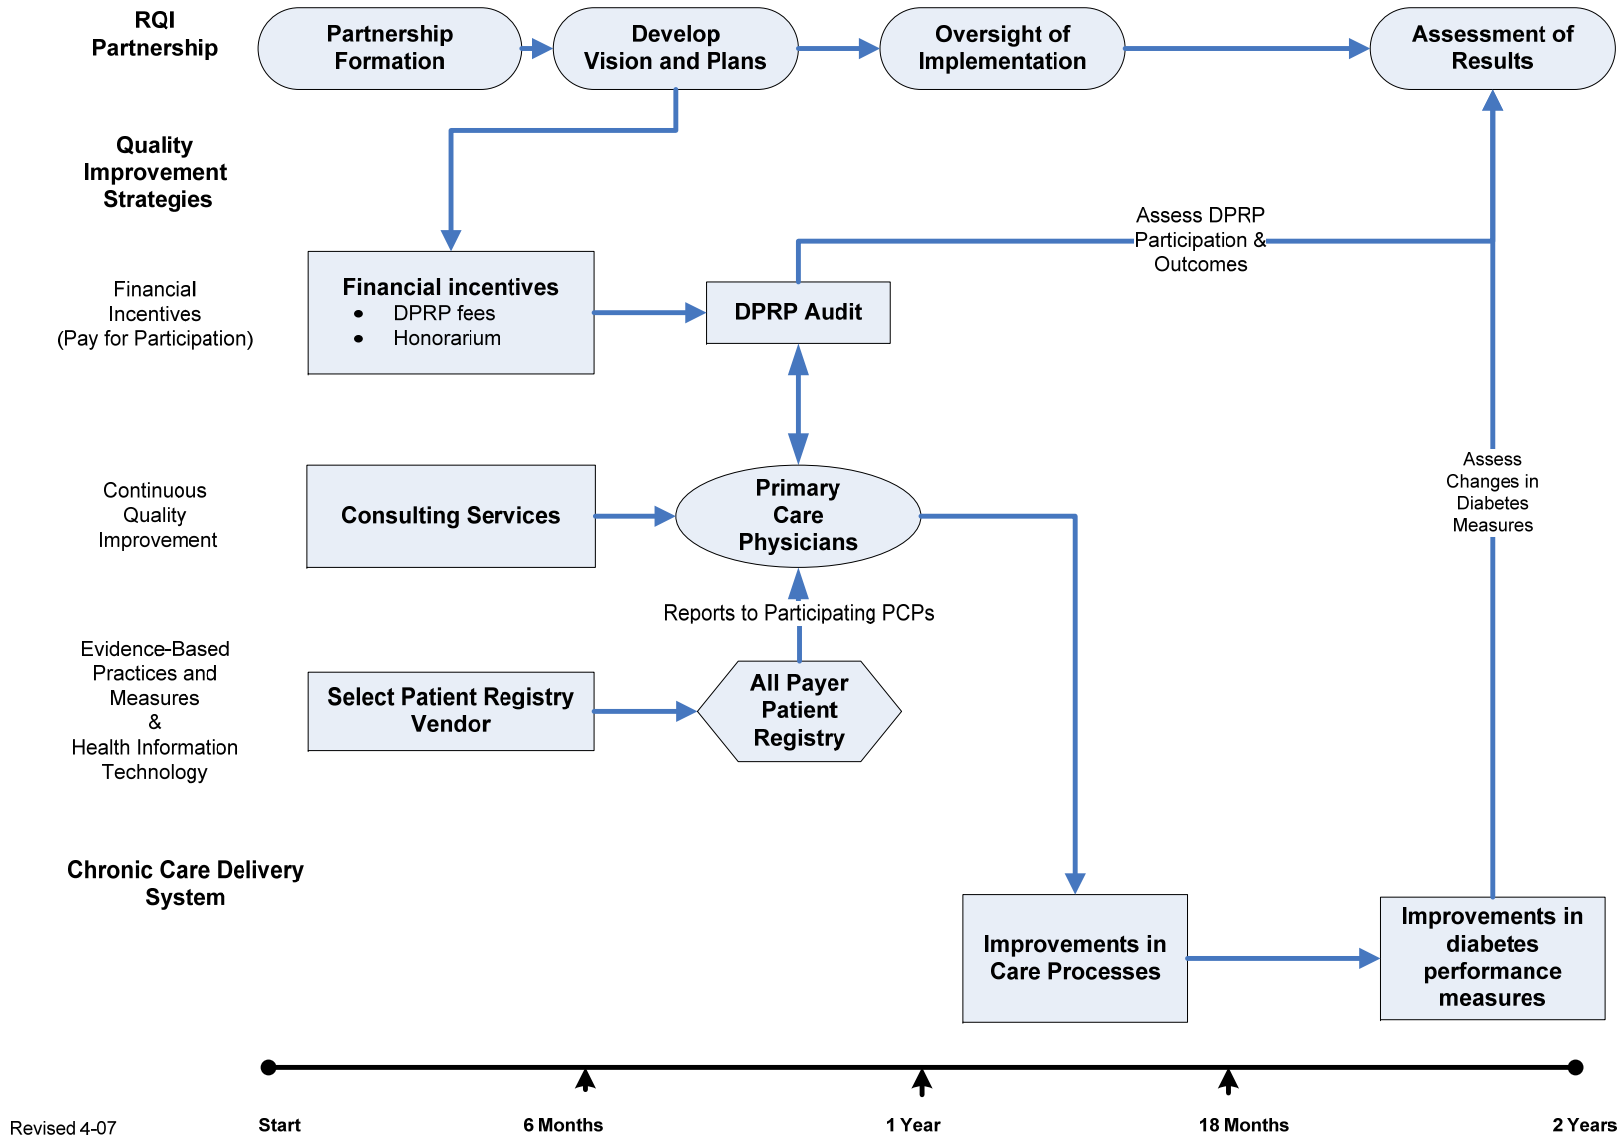 RQI
Partnership
Partnership
Formation
Develop
Vision and Plans
Oversight of
Implementation
Assessment of
Results
Quality
Improvement
Strategies
Assess DPRP
Participation &
Outcomes
Financial
Incentives
(Pay for Participation)
Financial incentives
• DPRP fees
• Honorarium
DPRP Audit
Continuous
Quality
Improvement
Consulting Services
Primary
Care
Physicians
Assess
Changes in
Diabetes
Measures
Reports to Participating PCPs
Evidence-Based
Practices and
Measures
&
Health Information
Technology
Select Patient Registry
Vendor
All Payer
Patient
Registry
Chronic Care Delivery
System
Improvements in
Care Processes
Improvements in
diabetes
performance
measures
Revised 4-07
Start
6 Months
1 Year
18 Months
2 Years